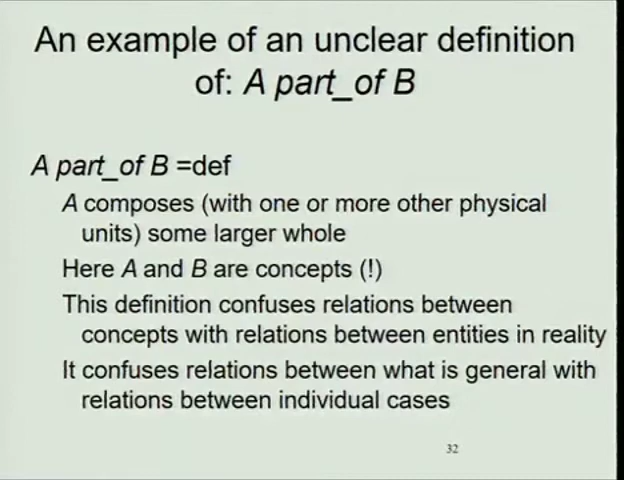 An example of an unclear definition
of: A part_of B
A part_of B =def
A composes (with one or more other physical
units) some larger whole
Here A and B are concepts (!)
This definition confuses relations between
concepts with relations between entities in reality
It confuses relations between what is general with
relations between individual cases
32